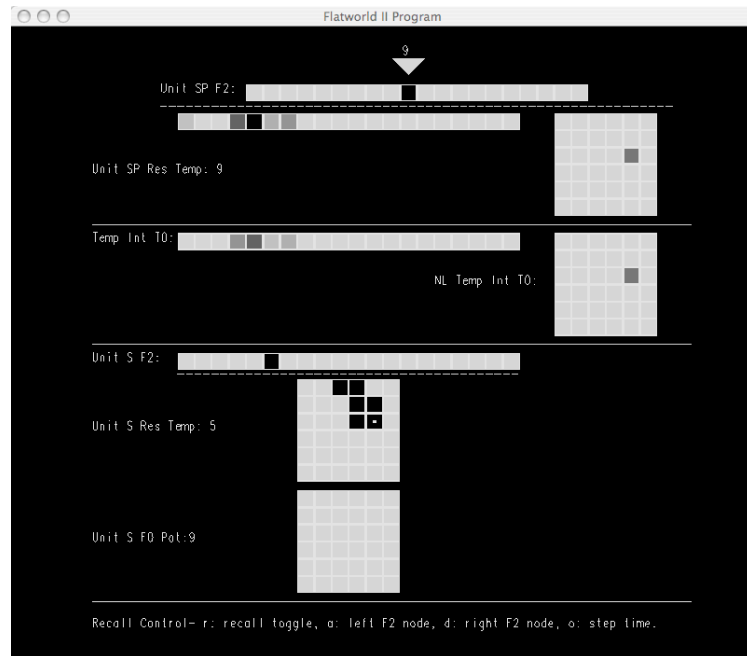 Flatworld II Program
9
Unit SP F2:
Unit SP Res Temp: 9
Temp Int T0:
NL Temp Int T0:
Unit S F2:
Unit S Res Temp: 5
Unit S F0 Pot:9
Recall Control- r: recall toggle, a: left F2 node, d: right F2 node, o: step time.